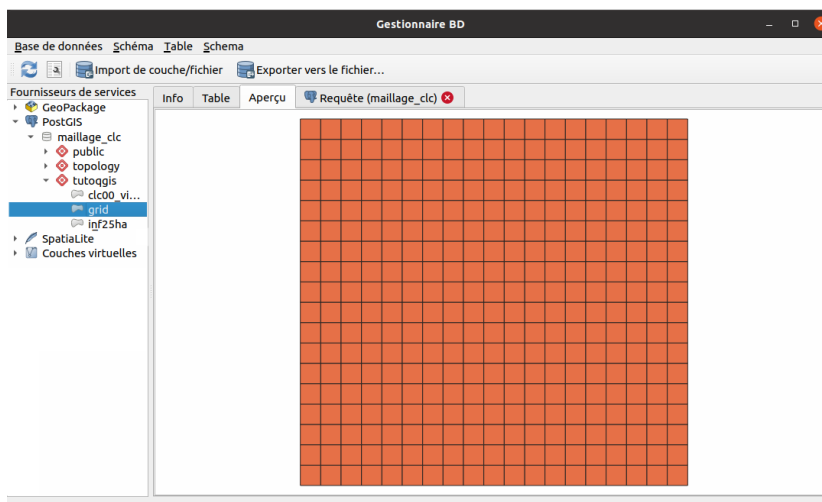 Gestionnaire BD
Base de données Schéma Table Schema
Import de couche/fichier Exporter vers le fichier...
Fournisseurs de services
GeoPackage
PostGIS
maillage_clc
public
topology
tutoqgis
clc00_vi...
grid
inf25ha
SpatiaLite
Couches virtuelles
Info Table Aperçu Requête (maillage_clc)